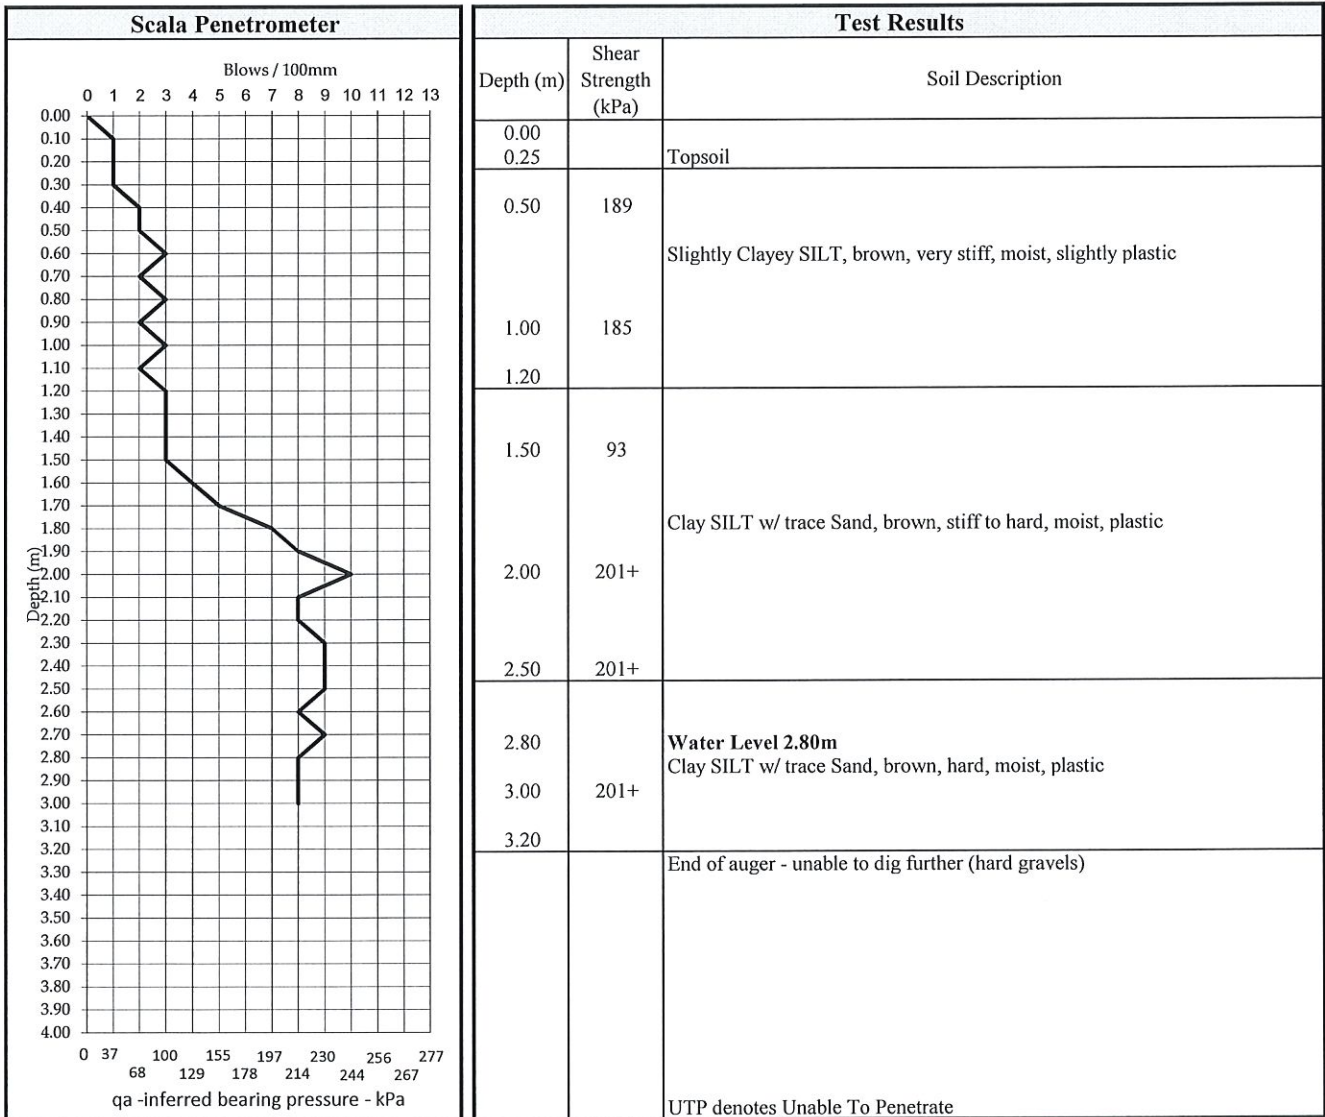 Scala Penetrometer
Blows / 100mm
0 1 2 3 4 5 6 7 8 9 10 11 12 13
0.00
0.10
0.20
0.30
0.40
0.50
0.60
0.70
0.80
0.90
1.00
1.10
1.20
1.30
1.40
1.50
1.60
1.70
1.80
1.90
2.00
2.10
2.20
2.30
2.40
2.50
2.60
2.70
2.80
2.90
3.00
3.10
3.20
3.30
3.40
3.50
3.60
3.70
3.80
3.90
4.00
Depth (m)
0 37 100 155 197 230 256 277
68 129 178 214 244 267
qa -inferred bearing pressure - kPa
Test Results
Depth (m)
Shear
Strength
(kPa)
Soil Description
0.00
0.25 Topsoil
0.50 189
Slightly Clayey SILT, brown, very stiff, moist, slightly plastic
1.00 185
1.20
1.50 93
Clay SILT w/ trace Sand, brown, stiff to hard, moist, plastic
2.00 201+
2.50 201+
2.80 Water Level 2.80m
Clay SILT w/ trace Sand, brown, hard, moist, plastic
3.00 201+
3.20
End of auger - unable to dig further (hard gravels)
UTP denotes Unable To Penetrate